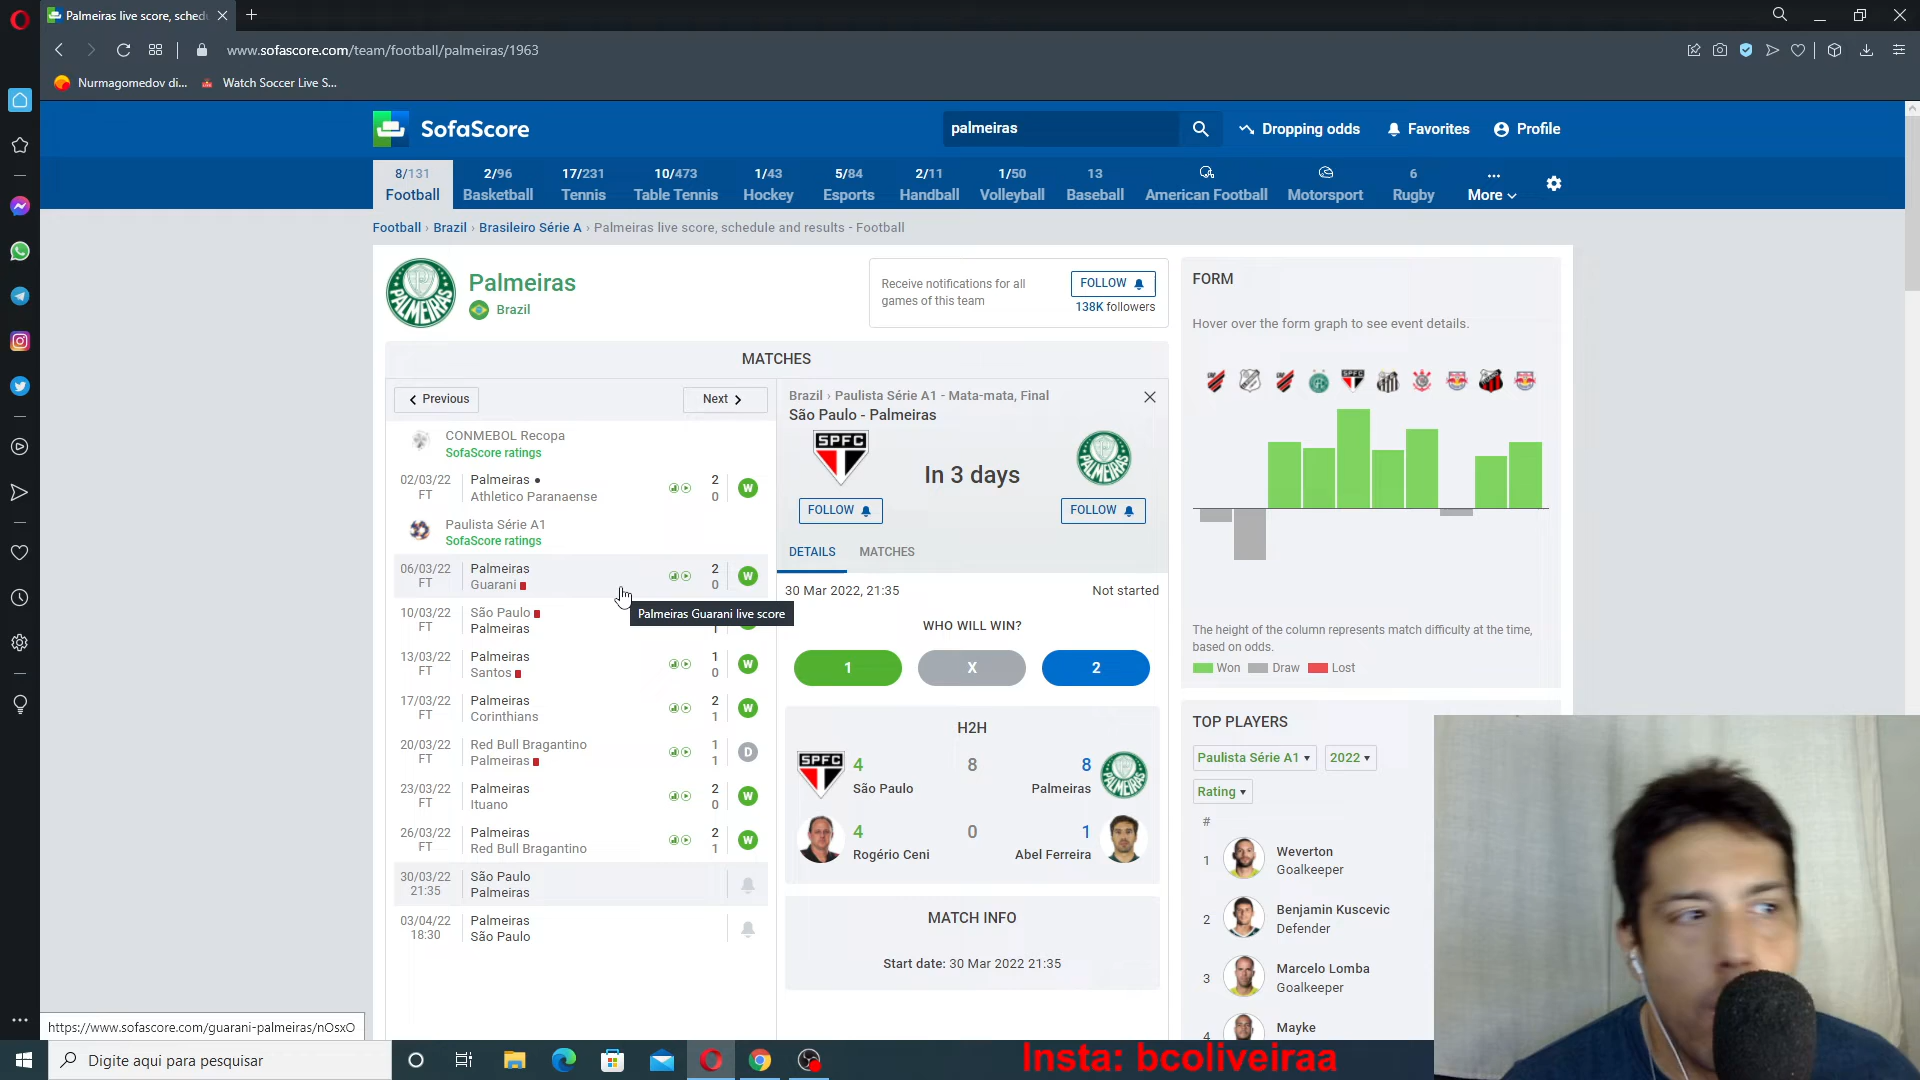 Palmeiras live score, sched
www.sofascore.com/team/football/palmeiras/1963
Nurmagomedov di...
Watch Soccer Live S...
SofaScore
palmeiras
Dropping odds
Favorites
Profile
8/131
Football
2/96
Basketball
17/231
Tennis
10/473
Table Tennis
1/43
Hockey
5/84
Esports
2/11
Handball
1/50
Volleyball
13
Baseball
American Football
Motorsport
6
Rugby
More
Football › Brazil › Brasileiro Série A › Palmeiras live score, schedule and results - Football
PALMEIRAS
Palmeiras
Brazil
Receive notifications for all
games of this team
FOLLOW
138K followers
MATCHES
Previous
Next
CONMEBOL Recopa
SofaScore ratings
02/03/22 Palmeiras 2
FT Athletico Paranaense 0 W
Paulista Série A1
SofaScore ratings
06/03/22 Palmeiras 2
FT Guarani 0 W
Palmeiras Guarani live score
10/03/22 São Paulo
FT Palmeiras 1
13/03/22 Palmeiras 1
FT Santos 0 W
17/03/22 Palmeiras 2
FT Corinthians 1 W
20/03/22 Red Bull Bragantino 1
FT Palmeiras 1 D
23/03/22 Palmeiras 2
FT Ituano 0 W
26/03/22 Palmeiras 2
FT Red Bull Bragantino 1 W
30/03/22 São Paulo
21:35 Palmeiras
03/04/22 Palmeiras
18:30 São Paulo
Brazil › Paulista Série A1 - Mata-mata, Final
São Paulo - Palmeiras
SPFC
In 3 days
FOLLOW
FOLLOW
DETAILS
MATCHES
30 Mar 2022, 21:35
Not started
WHO WILL WIN?
1
X
2
H2H
SPFC
4
São Paulo
8
8
Palmeiras
4
Rogério Ceni
0
1
Abel Ferreira
MATCH INFO
Start date: 30 Mar 2022 21:35
FORM
Hover over the form graph to see event details.
The height of the column represents match difficulty at the time,
based on odds.
Won Draw Lost
TOP PLAYERS
Paulista Série A1
2022
Rating
#
1
Weverton
Goalkeeper
2
Benjamin Kuscevic
Defender
3
Marcelo Lomba
Goalkeeper
4
Mayke
https://www.sofascore.com/guarani-palmeiras/nOsxO
Digite aqui para pesquisar
Insta: bcoliveiraa